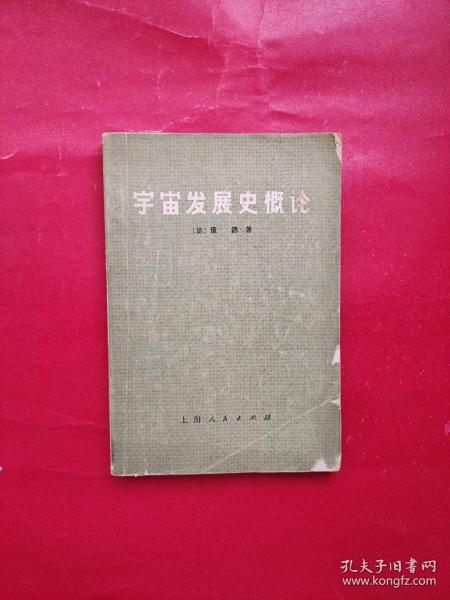 宇宙发展史概论
〔德〕康 德 著
上海人民出版社
孔夫子旧书网
www.kongfz.com